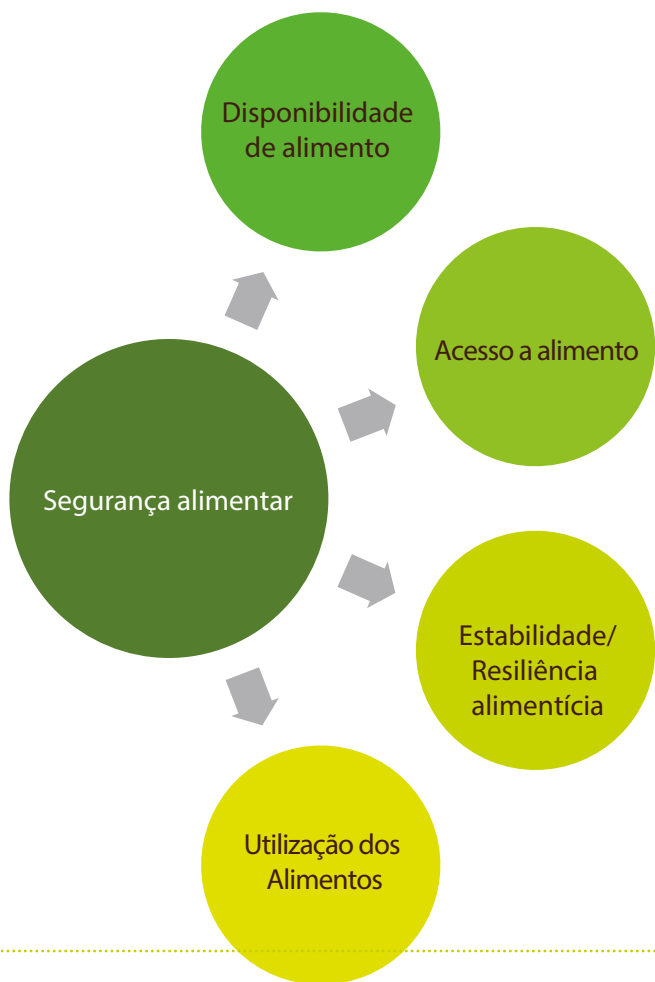 Disponibilidade
de alimento
Acesso a alimento
Segurança alimentar
Estabilidade/
Resiliência
alimentícia
Utilização dos
Alimentos